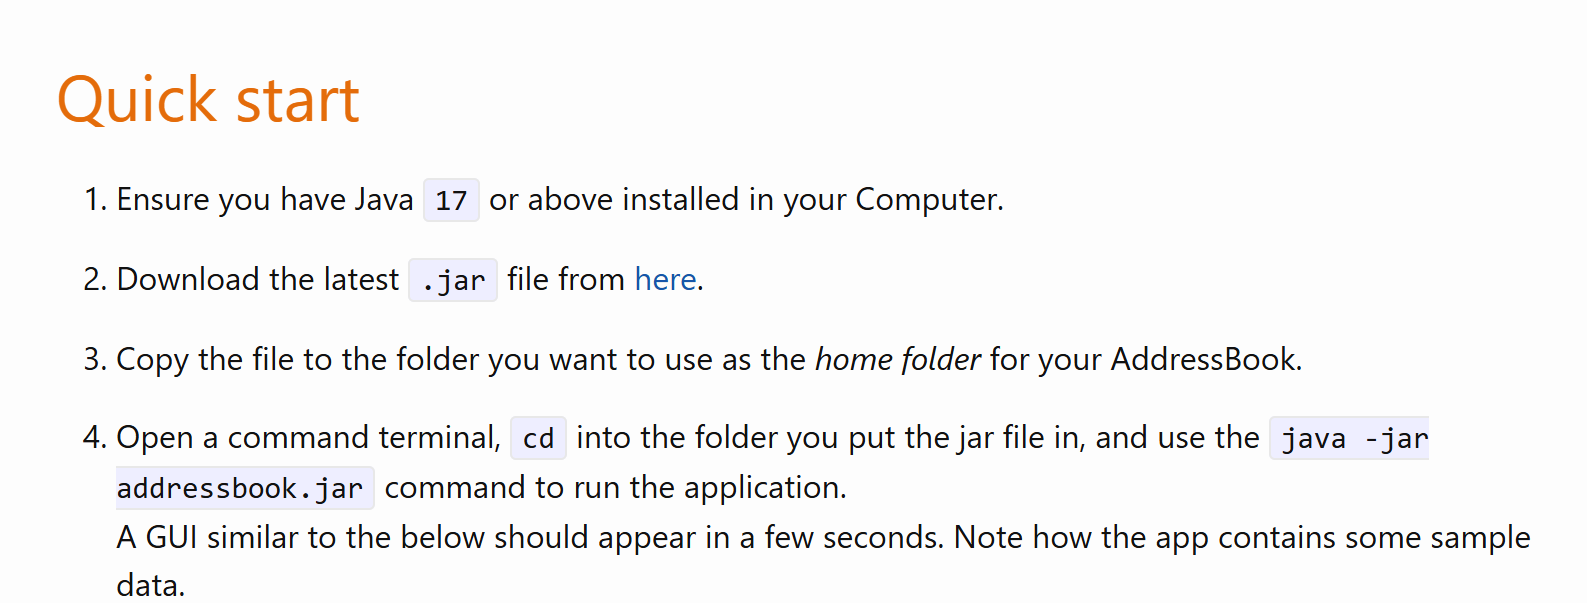 Quick start
1. Ensure you have Java 17 or above installed in your Computer.
2. Download the latest .jar file from here.
3. Copy the file to the folder you want to use as the home folder for your AddressBook.
4. Open a command terminal, cd into the folder you put the jar file in, and use the java -jar
addressbook.jar command to run the application.
A GUI similar to the below should appear in a few seconds. Note how the app contains some sample
data.